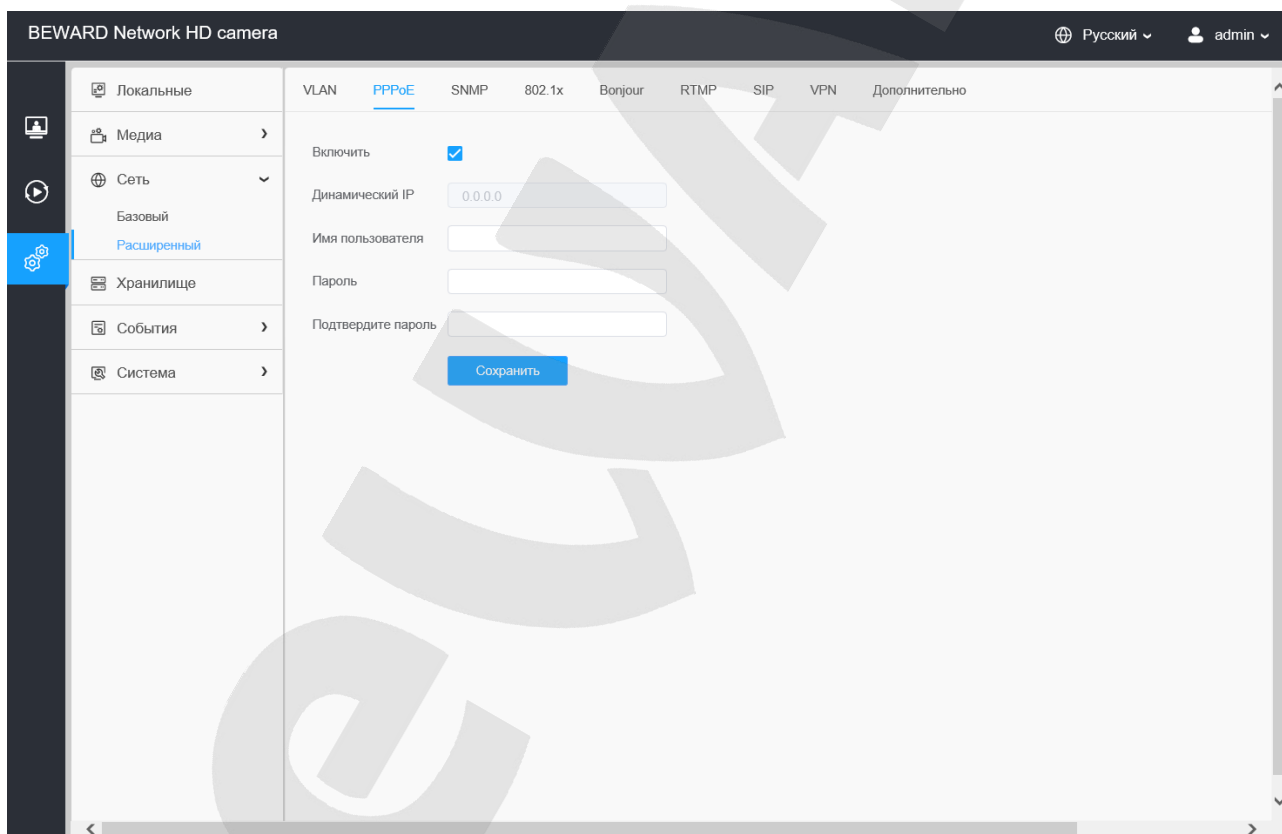 BEWARD Network HD camera
Русский
admin
Локальные
Медиа
Сеть
Базовый
Расширенный
Хранилище
События
Система
VLAN PPPoE SNMP 802.1x Bonjour RTMP SIP VPN Дополнительно
Включить
Динамический IP 0.0.0.0
Имя пользователя
Пароль
Подтвердите пароль
Сохранить